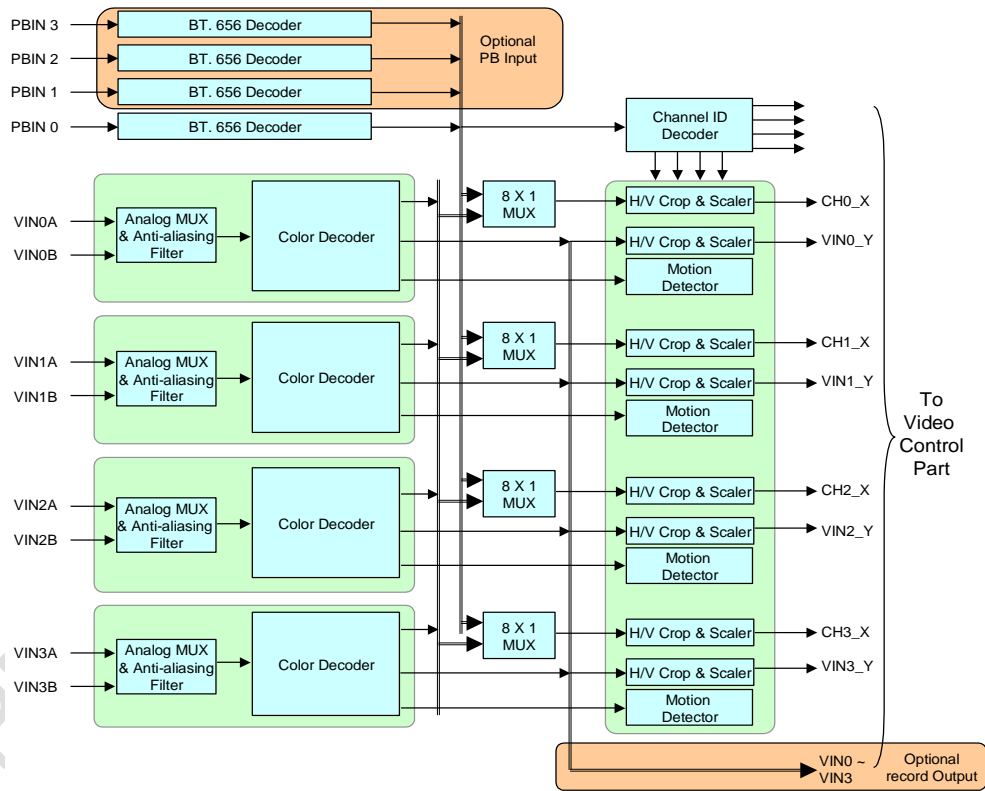 PBIN 3
BT. 656 Decoder
PBIN 2
BT. 656 Decoder
PBIN 1
BT. 656 Decoder
Optional
PB Input
PBIN 0
BT. 656 Decoder
Channel ID
Decoder
VIN0A
VIN0B
Analog MUX
& Anti-aliasing
Filter
Color Decoder
8 X 1
MUX
H/V Crop & Scaler
CH0_X
H/V Crop & Scaler
VIN0_Y
Motion
Detector
VIN1A
VIN1B
Analog MUX
& Anti-aliasing
Filter
Color Decoder
8 X 1
MUX
H/V Crop & Scaler
CH1_X
H/V Crop & Scaler
VIN1_Y
Motion
Detector
To
Video
Control
Part
VIN2A
VIN2B
Analog MUX
& Anti-aliasing
Filter
Color Decoder
8 X 1
MUX
H/V Crop & Scaler
CH2_X
H/V Crop & Scaler
VIN2_Y
Motion
Detector
VIN3A
VIN3B
Analog MUX
& Anti-aliasing
Filter
Color Decoder
8 X 1
MUX
H/V Crop & Scaler
CH3_X
H/V Crop & Scaler
VIN3_Y
Motion
Detector
VIN0 ~
VIN3
Optional
record Output